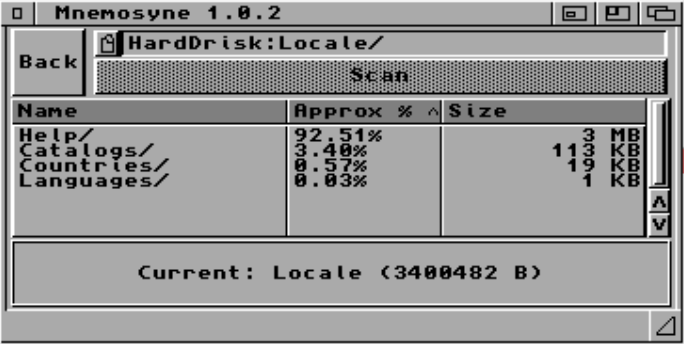 Mnemosyne 1.0.2
Back
HardDrisk:Locale/
Scan
Name Approx % Size
Help/ 92.51% 3 MB
Catalogs/ 3.40% 113 KB
Countries/ 0.57% 19 KB
Languages/ 0.03% 1 KB
Current: Locale (3400482 B)